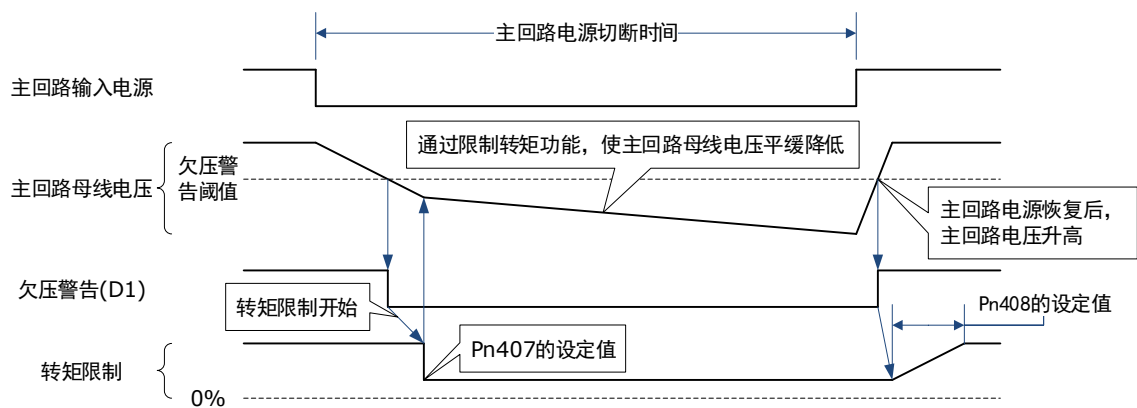 主回路电源切断时间
主回路输入电源
通过限制转矩功能，使主回路母线电压平缓降低
主回路母线电压
欠压警
告阈值
主回路电源恢复后，
主回路电压升高
欠压警告(D1)
转矩限制开始
Pn408的设定值
Pn407的设定值
转矩限制
0%